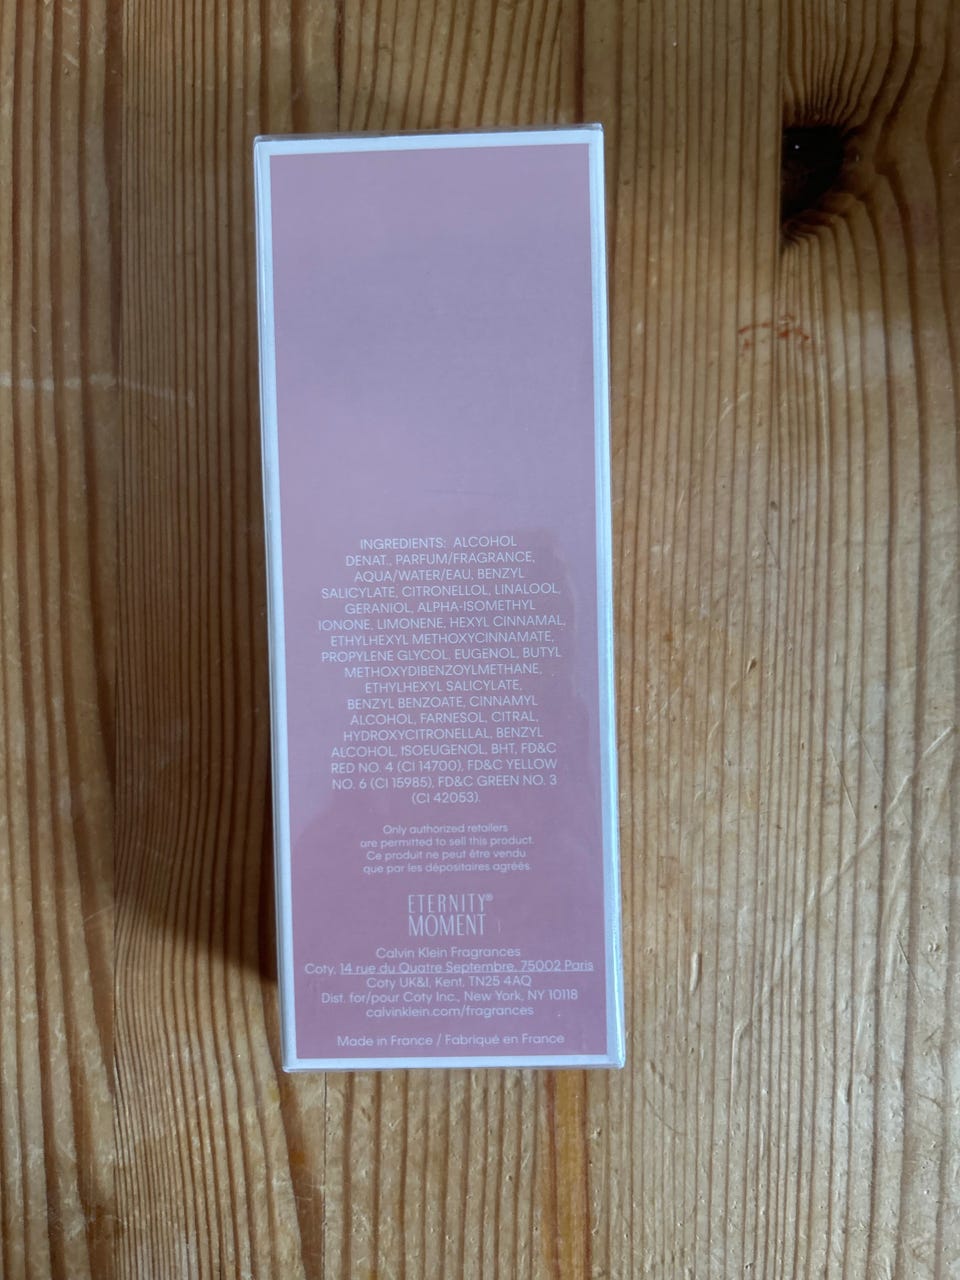 INGREDIENTS: ALCOHOL
DENAT., PARFUM/FRAGRANCE,
AQUA/WATER/EAU, BENZYL
SALICYLATE, CITRONELLOL, LINALOOL,
GERANIOL, ALPHA-ISOMETHYL
IONONE, LIMONENE, HEXYL CINNAMAL,
ETHYLHEXYL METHOXYCINNAMATE,
PROPYLENE GLYCOL, EUGENOL, BUTYL
METHOXYDIBENZOYLMETHANE,
ETHYLHEXYL SALICYLATE,
BENZYL BENZOATE, CINNAMYL
ALCOHOL, FARNESOL, CITRAL,
HYDROXYCITRONELLAL, BENZYL
ALCOHOL, ISOEUGENOL, BHT, FD&C
RED NO. 4 (CI 14700), FD&C YELLOW
NO. 6 (CI 15985), FD&C GREEN NO. 3
(CI 42053).
Only authorized retailers
are permitted to sell this product.
Ce produit ne peut être vendu
que par les dépositaires agréés.
ETERNITY®
MOMENT
Calvin Klein Fragrances
Coty, 14 rue du Quatre Septembre, 75002 Paris
Coty UK&I, Kent, TN25 4AQ
Dist. for/pour Coty Inc., New York, NY 10118
calvinklein.com/fragrances
Made in France / Fabriqué en France